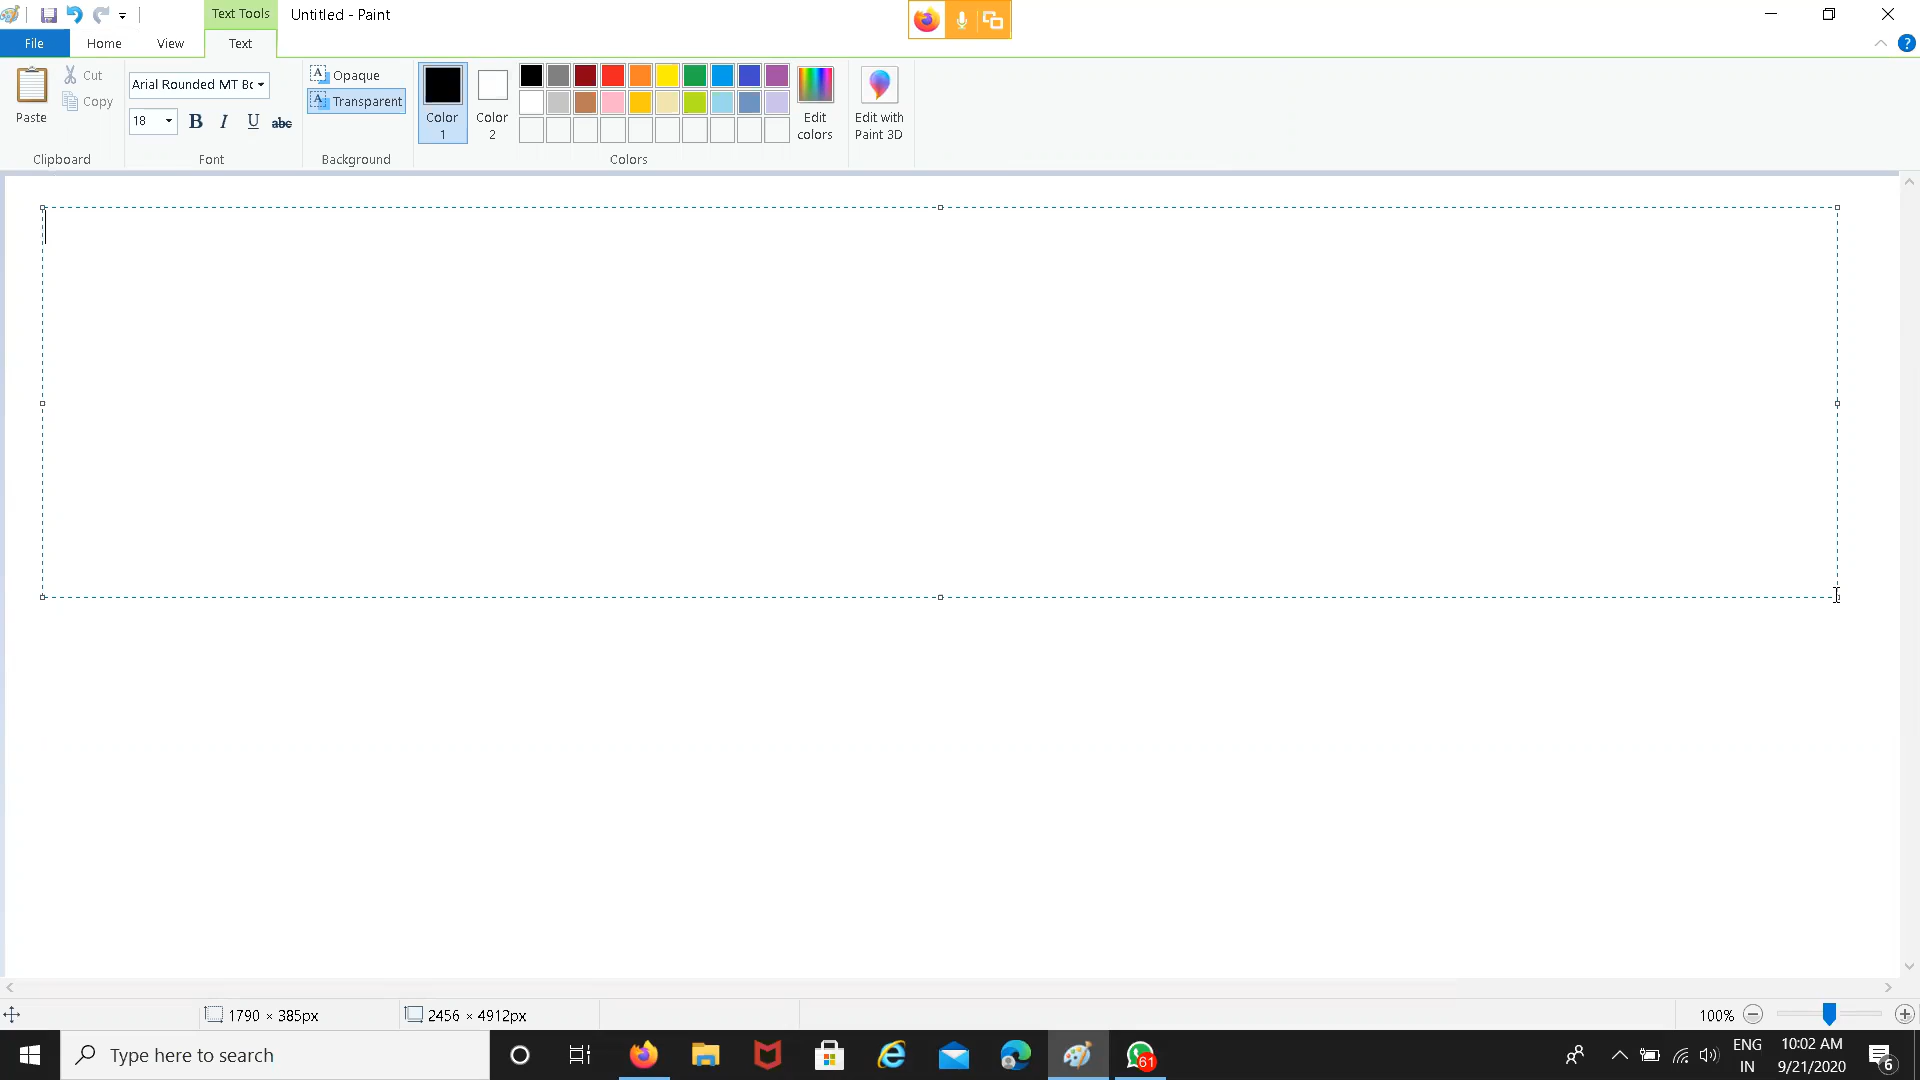 Text Tools
Untitled - Paint
File
Home
View
Text
?
Paste
Cut
Copy
Arial Rounded MT Bo
18
B
I
U
abc
A
Opaque
A
Transparent
Color
1
Color
2
Edit
colors
Edit with
Paint 3D
Clipboard
Font
Background
Colors
1790 × 385px
2456 × 4912px
100%
Type here to search
61
ENG
IN
10:02 AM
9/21/2020
6